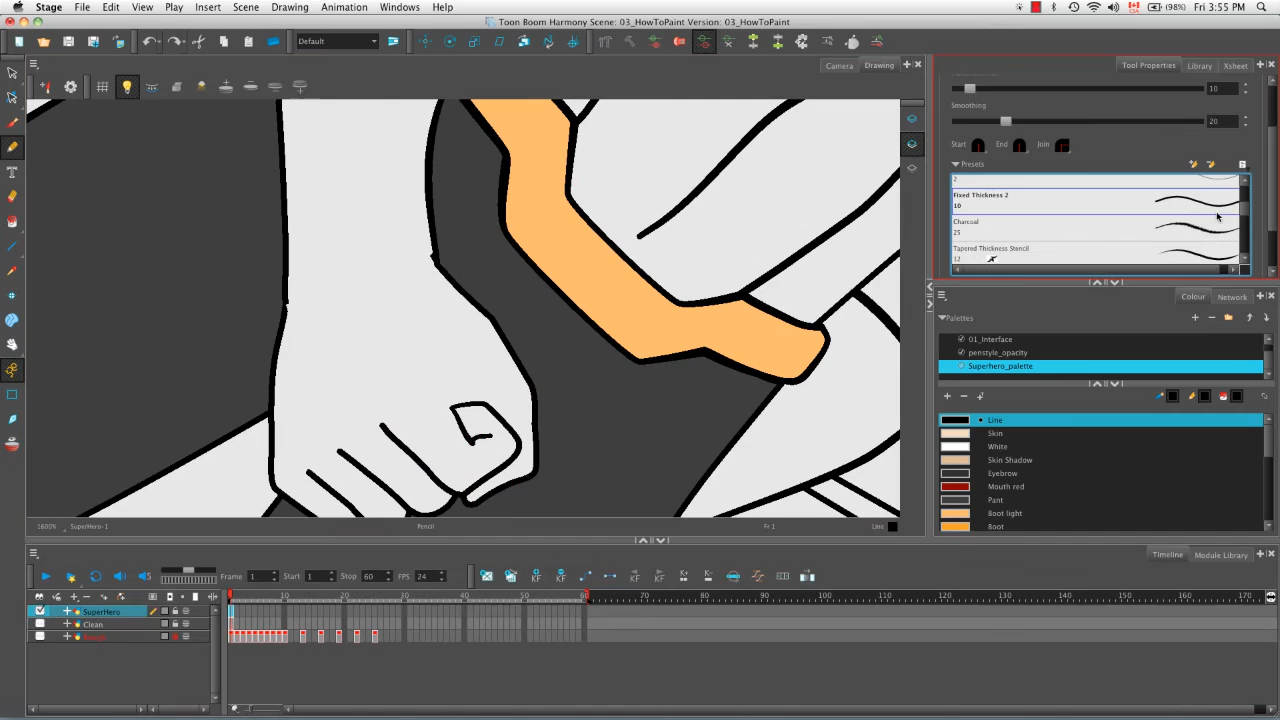 Stage File Edit View Play Insert Scene Drawing Animation Windows Help (98%) Fri 3:55 PM
Toon Boom Harmony Scene: 03_HowToPaint Version: 03_HowToPaint
Default
Camera Drawing
Tool Properties Library Xsheet
10
Smoothing
20
Start End Join
Presets
2
Fixed Thickness 2
10
Charcoal
25
Tapered Thickness Stencil
12
Colour Network
Palettes
01_Interface
penstyle_opacity
Superhero_palette
Line
Skin
White
Skin Shadow
Eyebrow
Mouth red
Pant
Boot light
Boot
1600% SuperHero-1 Pencil Fr 1 Line
Timeline Module Library
Frame 1 Start 1 Stop 60 FPS 24
KF KF KF KF
10 20 30 40 50 60 70 80 90 100 110 120 130 140 150 160 170
SuperHero
Clean